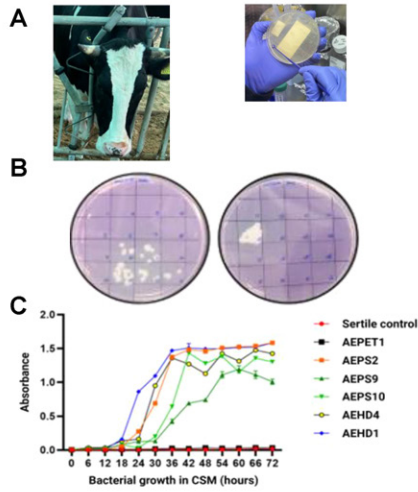 A
B
C
2.0
1.5
1.0
0.5
0.0
Absorbance
0 6 12 18 24 30 36 42 48 54 60 66 72
Bacterial growth in CSM (hours)
Sertile control
AEPET1
AEPS2
AEPS9
AEPS10
AEHD4
AEHD1